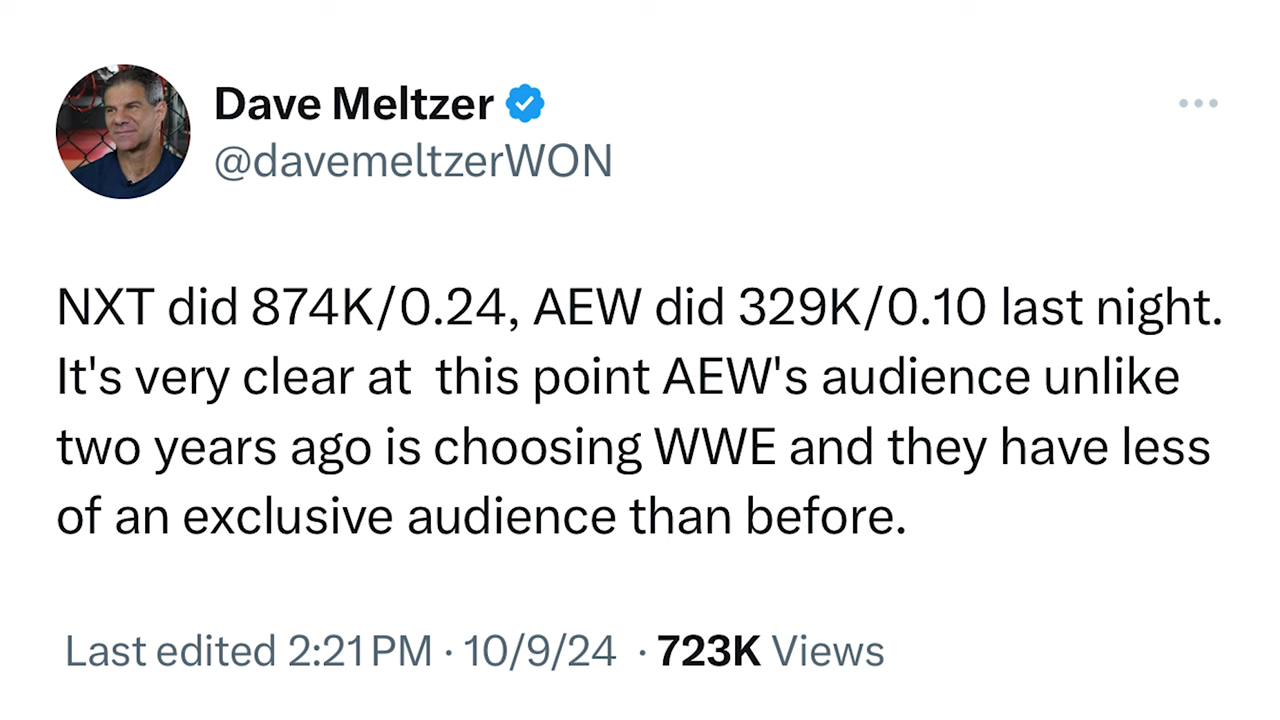 Dave Meltzer
@davemeltzerWON
NXT did 874K/0.24, AEW did 329K/0.10 last night.
It's very clear at  this point AEW's audience unlike
two years ago is choosing WWE and they have less
of an exclusive audience than before.
Last edited 2:21 PM · 10/9/24 · 723K Views